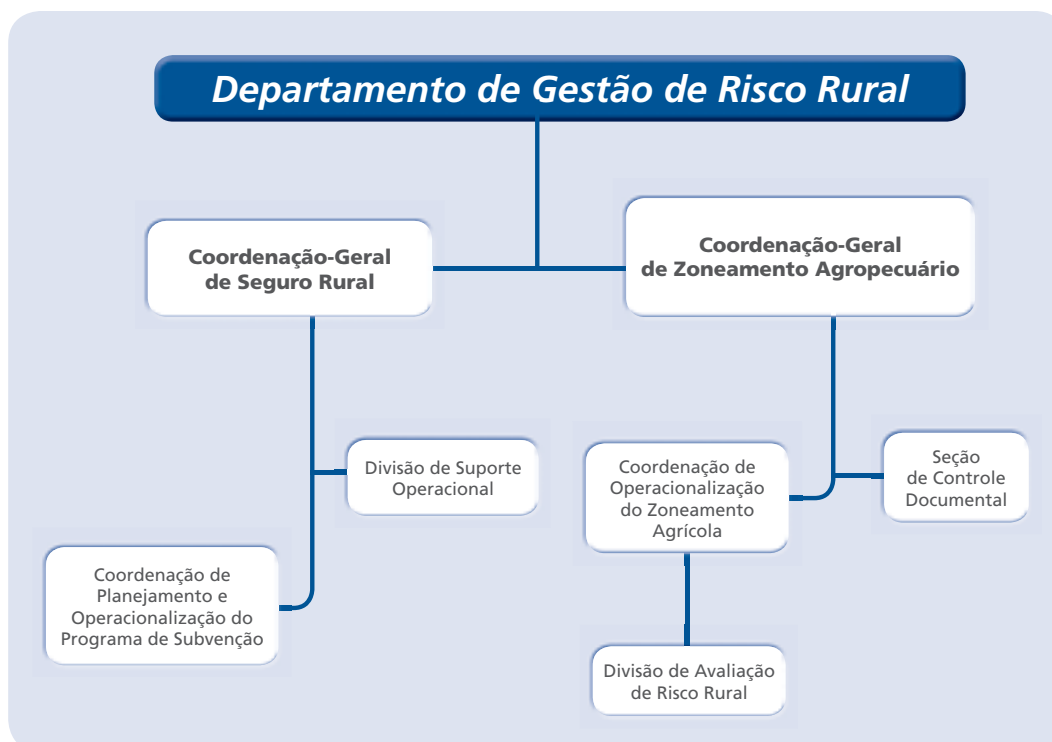 Departamento de Gestão de Risco Rural
Coordenação-Geral
de Seguro Rural
Coordenação-Geral
de Zoneamento Agropecuário
Divisão de Suporte
Operacional
Coordenação de
Operacionalização
do Zoneamento
Agrícola
Seção
de Controle
Documental
Coordenação de
Planejamento e
Operacionalização do
Programa de Subvenção
Divisão de Avaliação
de Risco Rural